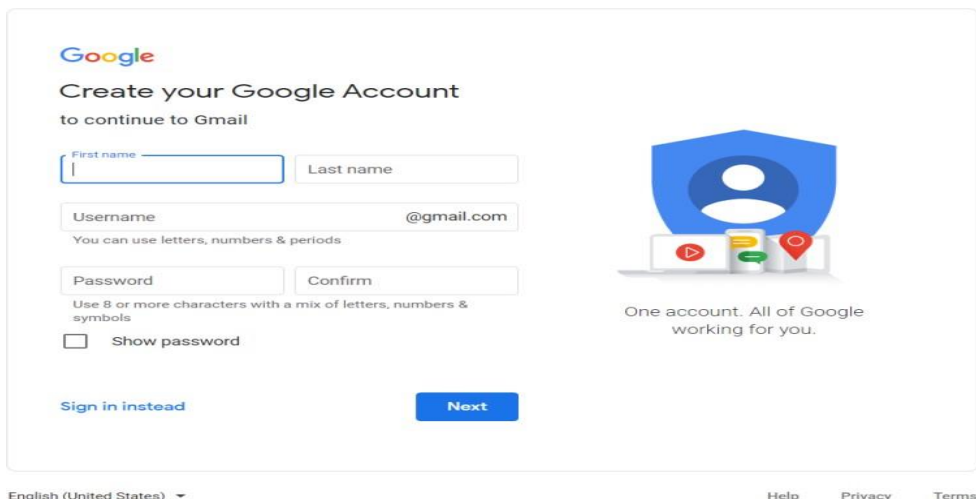 Google
Create your Google Account
to continue to Gmail
First name
Last name
Username @gmail.com
You can use letters, numbers & periods
Password
Confirm
Use 8 or more characters with a mix of letters, numbers &
symbols
Show password
Sign in instead
Next
One account. All of Google
working for you.
English (United States)
Help
Privacy
Terms